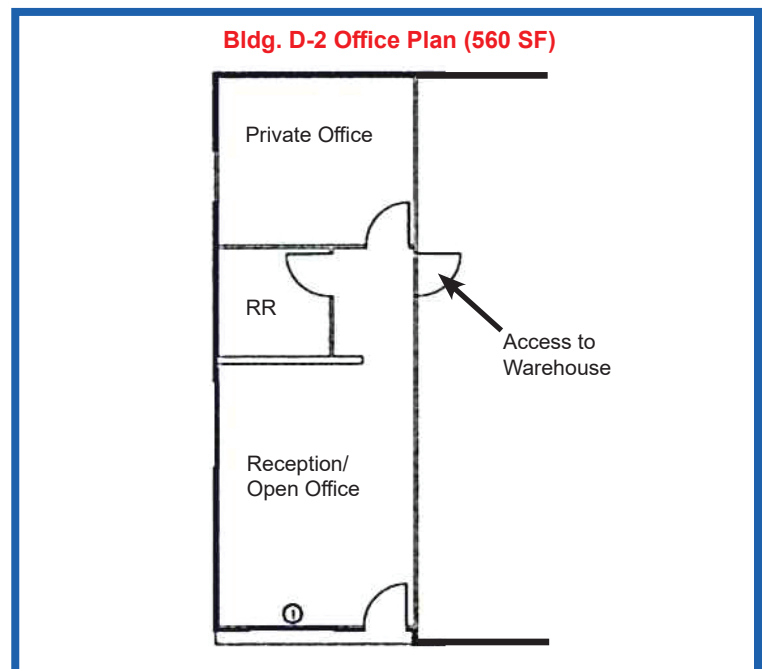 Bldg. D-2 Office Plan (560 SF)
Private Office
RR
Access to
Warehouse
Reception/
Open Office
1